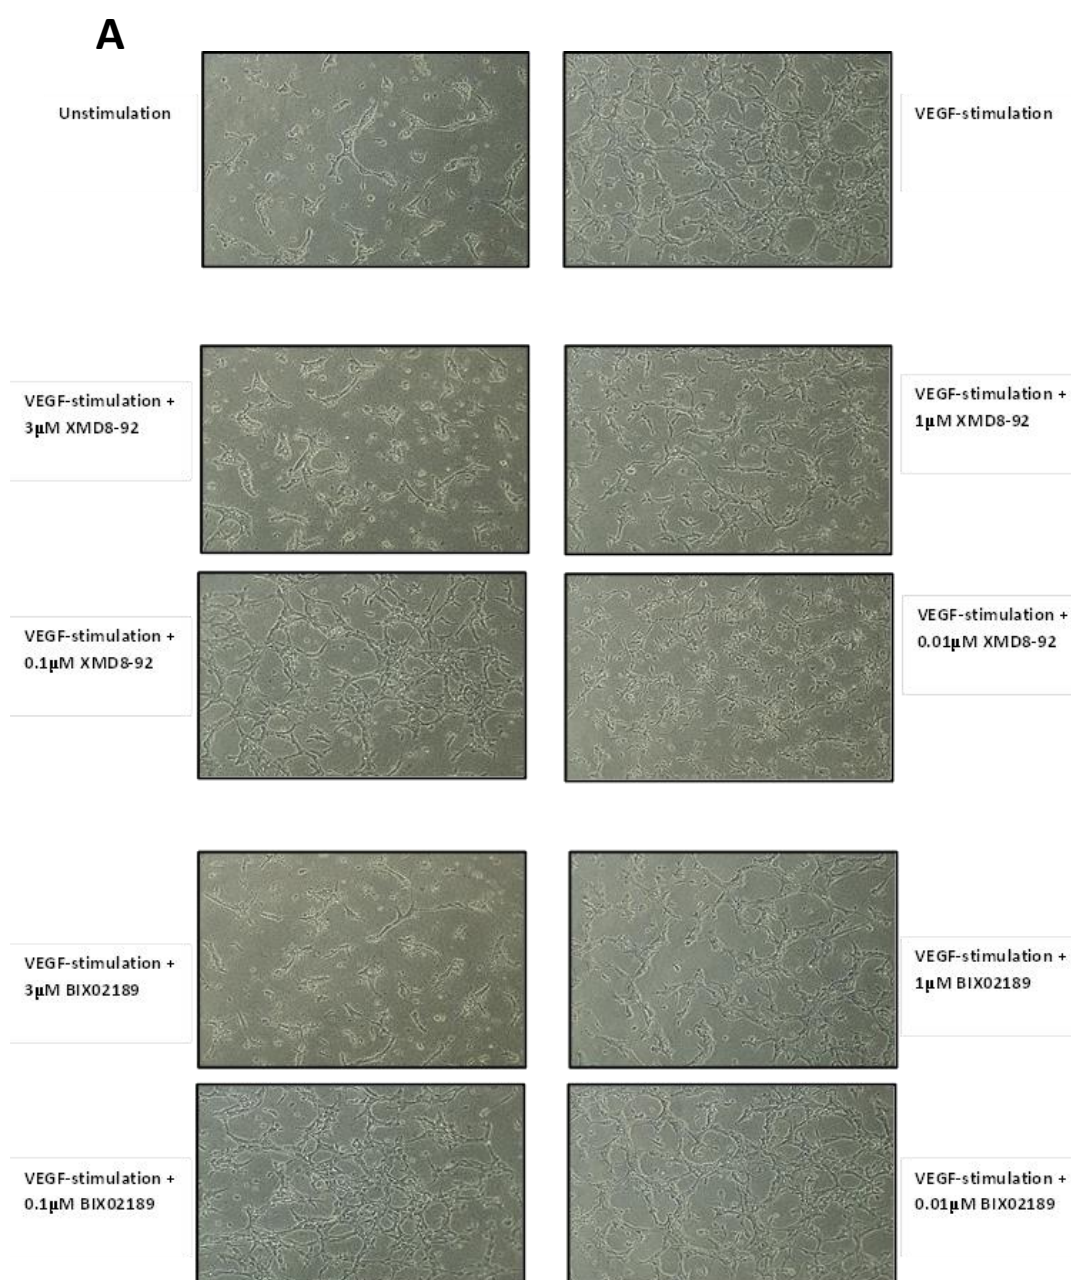 A
Unstimulation
VEGF-stimulation
VEGF-stimulation +
3μM XMD8-92
VEGF-stimulation +
1μM XMD8-92
VEGF-stimulation +
0.1μM XMD8-92
VEGF-stimulation +
0.01μM XMD8-92
VEGF-stimulation +
3μM BIX02189
VEGF-stimulation +
1μM BIX02189
VEGF-stimulation +
0.1μM BIX02189
VEGF-stimulation +
0.01μM BIX02189